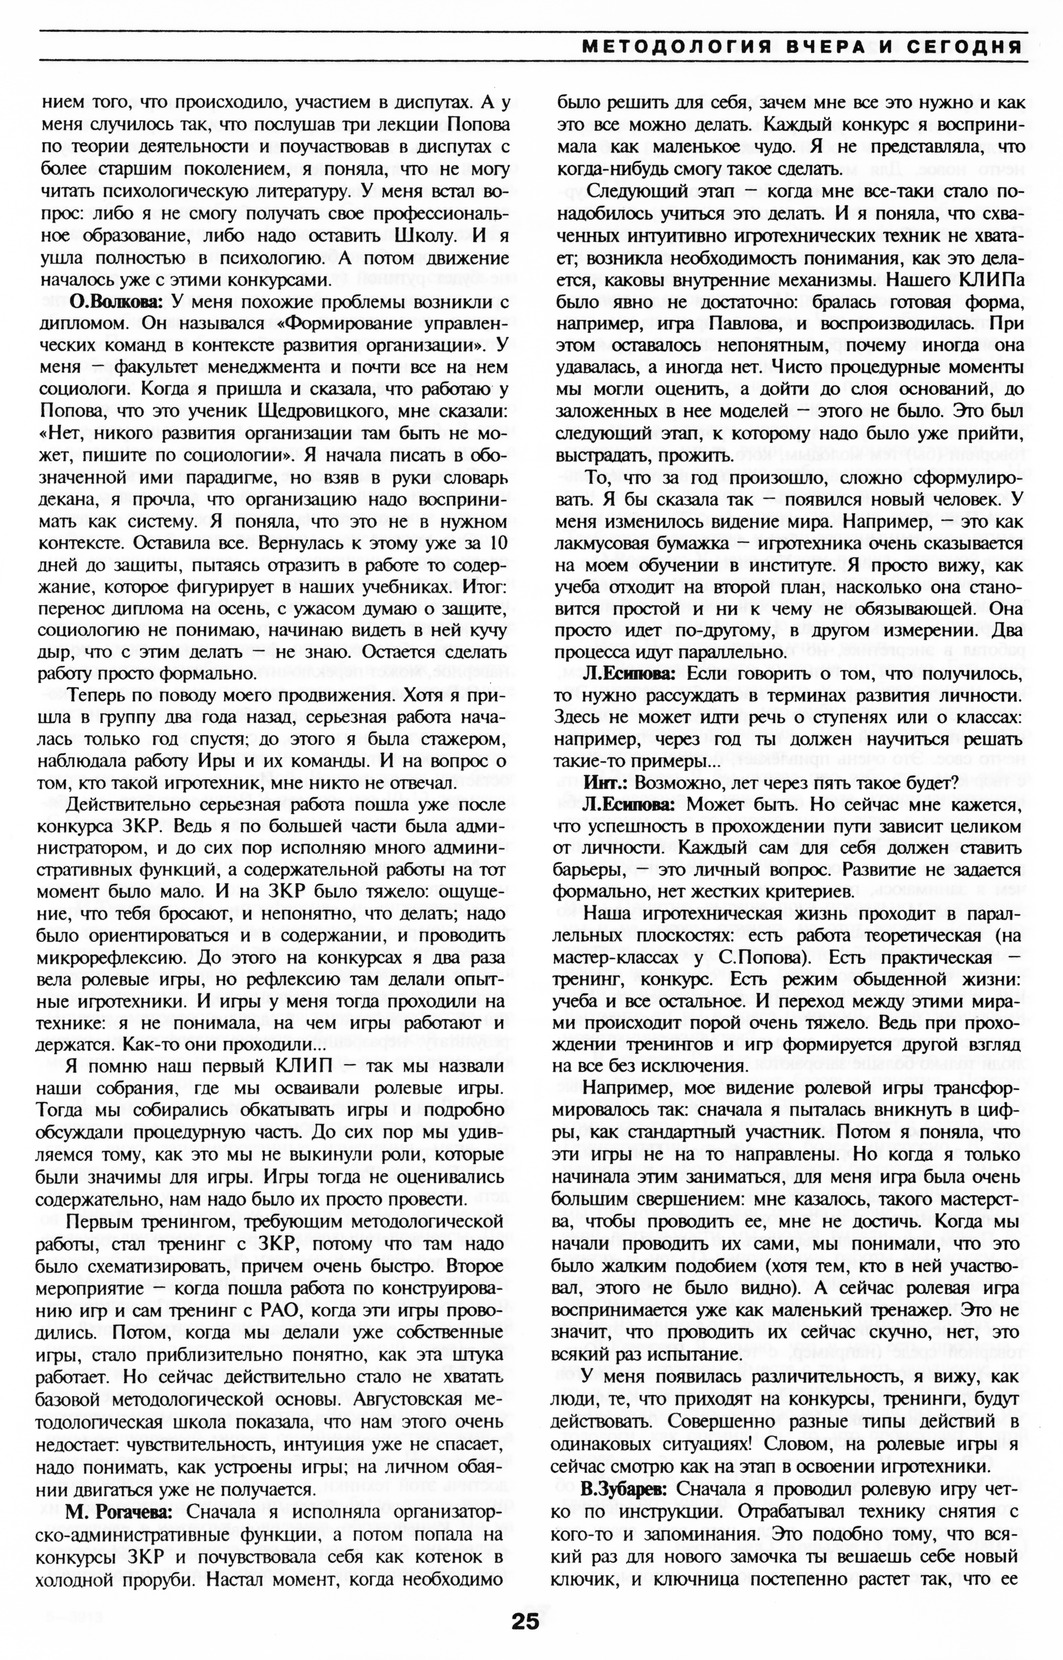 МЕТОДОЛОГИЯ ВЧЕРА И СЕГОДНЯ
нием того, что происходило, участием в диспутах. А у
меня случилось так, что послушав три лекции Попова
по теории деятельности и поучаствовав в диспутах с
более старшим поколением, я поняла, что не могу
читать психологическую литературу. У меня встал во-
прос: либо я не смогу получать свое профессиональ-
ное образование, либо надо оставить Школу. И я
ушла полностью в психологию. А потом движение
началось уже с этими конкурсами.
О.Волкова: У меня похожие проблемы возникли с
дипломом. Он назывался «Формирование управлен-
ческих команд в контексте развития организации». У
меня — факультет менеджмента и почти все на нем
социологи. Когда я пришла и сказала, что работаю у
Попова, что это ученик Щедровицкого, мне сказали:
«Нет, никого развития организации там быть не мо-
жет, пишите по социологии». Я начала писать в обо-
значенной ими парадигме, но взяв в руки словарь
декана, я прочла, что организацию надо восприни-
мать как систему. Я поняла, что это не в нужном
контексте. Оставила все. Вернулась к этому уже за 10
дней до защиты, пытаясь отразить в работе то содер-
жание, которое фигурирует в наших учебниках. Итог:
перенос диплома на осень, с ужасом думаю о защите,
социологию не понимаю, начинаю видеть в ней кучу
дыр, что с этим делать — не знаю. Остается сделать
работу просто формально.
Теперь по поводу моего продвижения. Хотя я при-
шла в группу два года назад, серьезная работа нача-
лась только год спустя; до этого я была стажером,
наблюдала работу Иры и их команды. И на вопрос о
том, кто такой игротехник, мне никто не отвечал.
Действительно серьезная работа пошла уже после
конкурса ЗКР. Ведь я по большей части была адми-
нистратором, и до сих пор исполняю много админи-
стративных функций, а содержательной работы на тот
момент было мало. И на ЗКР было тяжело: ощуще-
ние, что тебя бросают, и непонятно, что делать; надо
было ориентироваться и в содержании, и проводить
микрорефлексию. До этого на конкурсах я два раза
вела ролевые игры, но рефлексию там делали опыт-
ные игротехники. И игры у меня тогда проходили на
технике: я не понимала, на чем игры работают и
держатся. Как-то они проходили...
Я помню наш первый КЛИП — так мы назвали
наши собрания, где мы осваивали ролевые игры.
Тогда мы собирались обкатывать игры и подробно
обсуждали процедурную часть. До сих пор мы удив-
ляемся тому, как это мы не выкинули роли, которые
были значимы для игры. Игры тогда не оценивались
содержательно, нам надо было их просто провести.
Первым тренингом, требующим методологической
работы, стал тренинг с ЗКР, потому что там надо
было схематизировать, причем очень быстро. Второе
мероприятие — когда пошла работа по конструирова-
нию игр и сам тренинг с РАО, когда эти игры прово-
дились. Потом, когда мы делали уже собственные
игры, стало приблизительно понятно, как эта штука
работает. Но сейчас действительно стало не хватать
базовой методологической основы. Августовская ме-
тодологическая школа показала, что нам этого очень
недостает: чувствительность, интуиция уже не спасает,
надо понимать, как устроены игры; на личном обая-
нии двигаться уже не получается.
М. Рогачева: Сначала я исполняла организатор-
ско-административные функции, а потом попала на
конкурсы ЗКР и почувствовала себя как котенок в
холодной проруби. Настал момент, когда необходимо
было решить для себя, зачем мне все это нужно и как
это все можно делать. Каждый конкурс я восприни-
мала как маленькое чудо. Я не представляла, что
когда-нибудь смогу такое сделать.
Следующий этап — когда мне все-таки стало по-
надобилось учиться это делать. И я поняла, что схва-
ченных интуитивно игротехнических техник не хвата-
ет; возникла необходимость понимания, как это дела-
ется, каковы внутренние механизмы. Нашего КЛИПа
было явно не достаточно: бралась готовая форма,
например, игра Павлова, и воспроизводилась. При
этом оставалось непонятным, почему иногда она
удавалась, а иногда нет. Чисто процедурные моменты
мы могли оценить, а дойти до слоя оснований, до
заложенных в нее моделей — этого не было. Это был
следующий этап, к которому надо было уже прийти,
выстрадать, прожить.
То, что за год произошло, сложно сформулиро-
вать. Я бы сказала так — появился новый человек. У
меня изменилось видение мира. Например, — это как
лакмусовая бумажка — игротехника очень сказывается
на моем обучении в институте. Я просто вижу, как
учеба отходит на второй план, насколько она стано-
вится простой и ни к чему не обязывающей. Она
просто идет по-другому, в другом измерении. Два
процесса идут параллельно.
Л.Есипова: Если говорить о том, что получилось,
то нужно рассуждать в терминах развития личности.
Здесь не может идти речь о ступенях или о классах:
например, через год ты должен научиться решать
такие-то примеры...
Инт.: Возможно, лет через пять такое будет?
Л.Есипова: Может быть. Но сейчас мне кажется,
что успешность в прохождении пути зависит целиком
от личности. Каждый сам для себя должен ставить
барьеры, — это личный вопрос. Развитие не задается
формально, нет жестких критериев.
Наша игротехническая жизнь проходит в парал-
лельных плоскостях: есть работа теоретическая (на
мастер-классах у С.Попова). Есть практическая —
тренинг, конкурс. Есть режим обыденной жизни:
учеба и все остальное. И переход между этими мира-
ми происходит порой очень тяжело. Ведь при прохо-
ждении тренингов и игр формируется другой взгляд
на все без исключения.
Например, мое видение ролевой игры трансфор-
мировалось так: сначала я пыталась вникнуть в циф-
ры, как стандартный участник. Потом я поняла, что
эти игры не на то направлены. Но когда я только
начинала этим заниматься, для меня игра была очень
большим свершением: мне казалось, такого мастерст-
ва, чтобы проводить ее, мне не достичь. Когда мы
начали проводить их сами, мы понимали, что это
было жалким подобием (хотя тем, кто в ней участво-
вал, этого не было видно). А сейчас ролевая игра
воспринимается уже как маленький тренажер. Это не
значит, что проводить их сейчас скучно, нет, это
всякий раз испытание.
У меня появилась различительность, я вижу, как
люди, те, что приходят на конкурсы, тренинги, будут
действовать. Совершенно разные типы действий в
одинаковых ситуациях! Словом, на ролевые игры я
сейчас смотрю как на этап в освоении игротехники.
В.Зубарев: Сначала я проводил ролевую игру чет-
ко по инструкции. Отрабатывал технику снятия с
кого-то и запоминания. Это подобно тому, что вся-
кий раз для нового замочка ты вешаешь себе новый
ключик, и ключница постепенно растет так, что ее
25